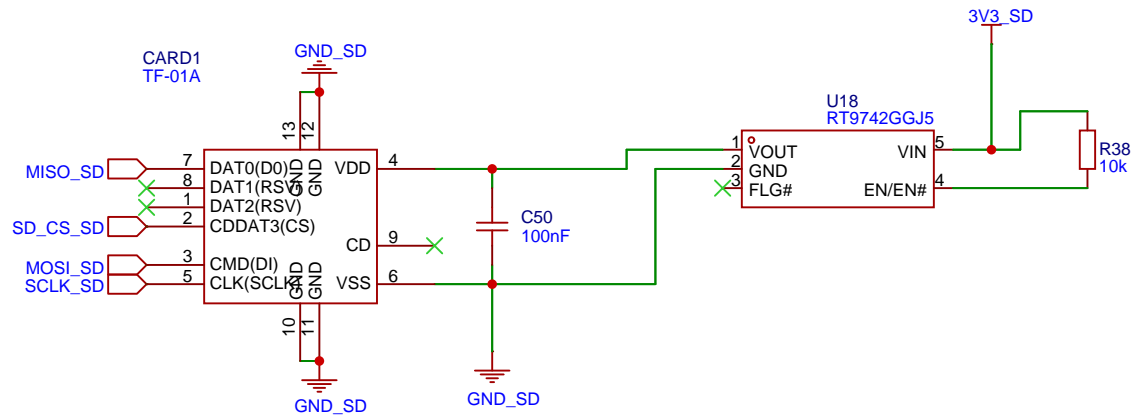 3V3_SD
GND_SD
CARD1
TF-01A
U18
RT9742GGJ5
13
12
GND
GND
1
VOUT
VIN
5
R38
10k
MISO_SD
7
DAT0(D0)
VDD
4
2
GND
8
DAT1(RSV)
3
FLG#
EN/EN#
4
1
DAT2(RSV)
SD_CS_SD
2
CDDAT3(CS)
C50
100nF
CD
9
MOSI_SD
3
CMD(DI)
SCLK_SD
5
CLK(SCLK)
VSS
6
GND
GND
10
11
GND_SD
GND_SD